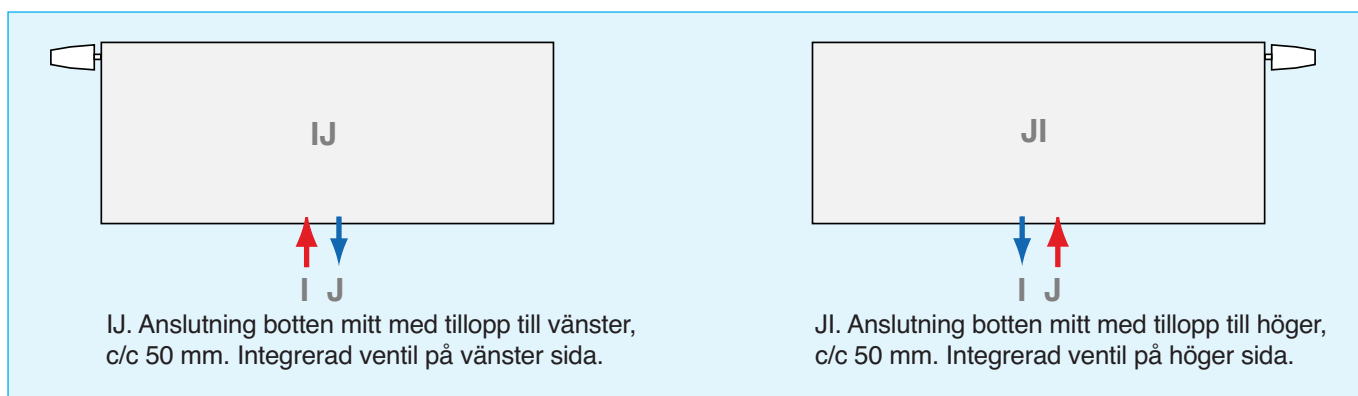 IJ
I J
IJ. Anslutning botten mitt med tillopp till vänster,
c/c 50 mm. Integrerad ventil på vänster sida.
JI
I J
JI. Anslutning botten mitt med tillopp till höger,
c/c 50 mm. Integrerad ventil på höger sida.